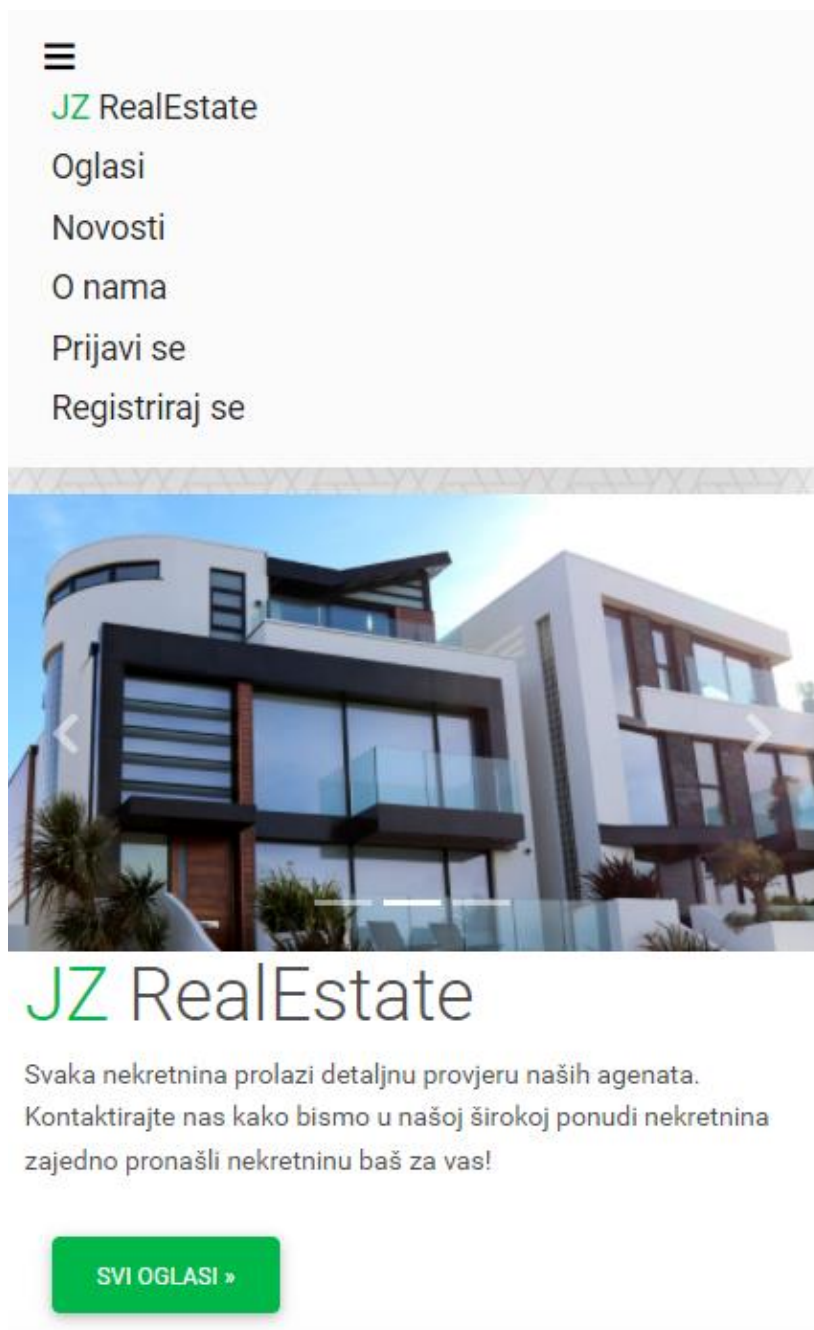 JZ RealEstate
Oglasi
Novosti
O nama
Prijavi se
Registriraj se
JZ RealEstate
Svaka nekretnina prolazi detaljnu provjeru naših agenata.
Kontaktirajte nas kako bismo u našoj širokoj ponudi nekretnina
zajedno pronašli nekretninu baš za vas!
SVI OGLASI »